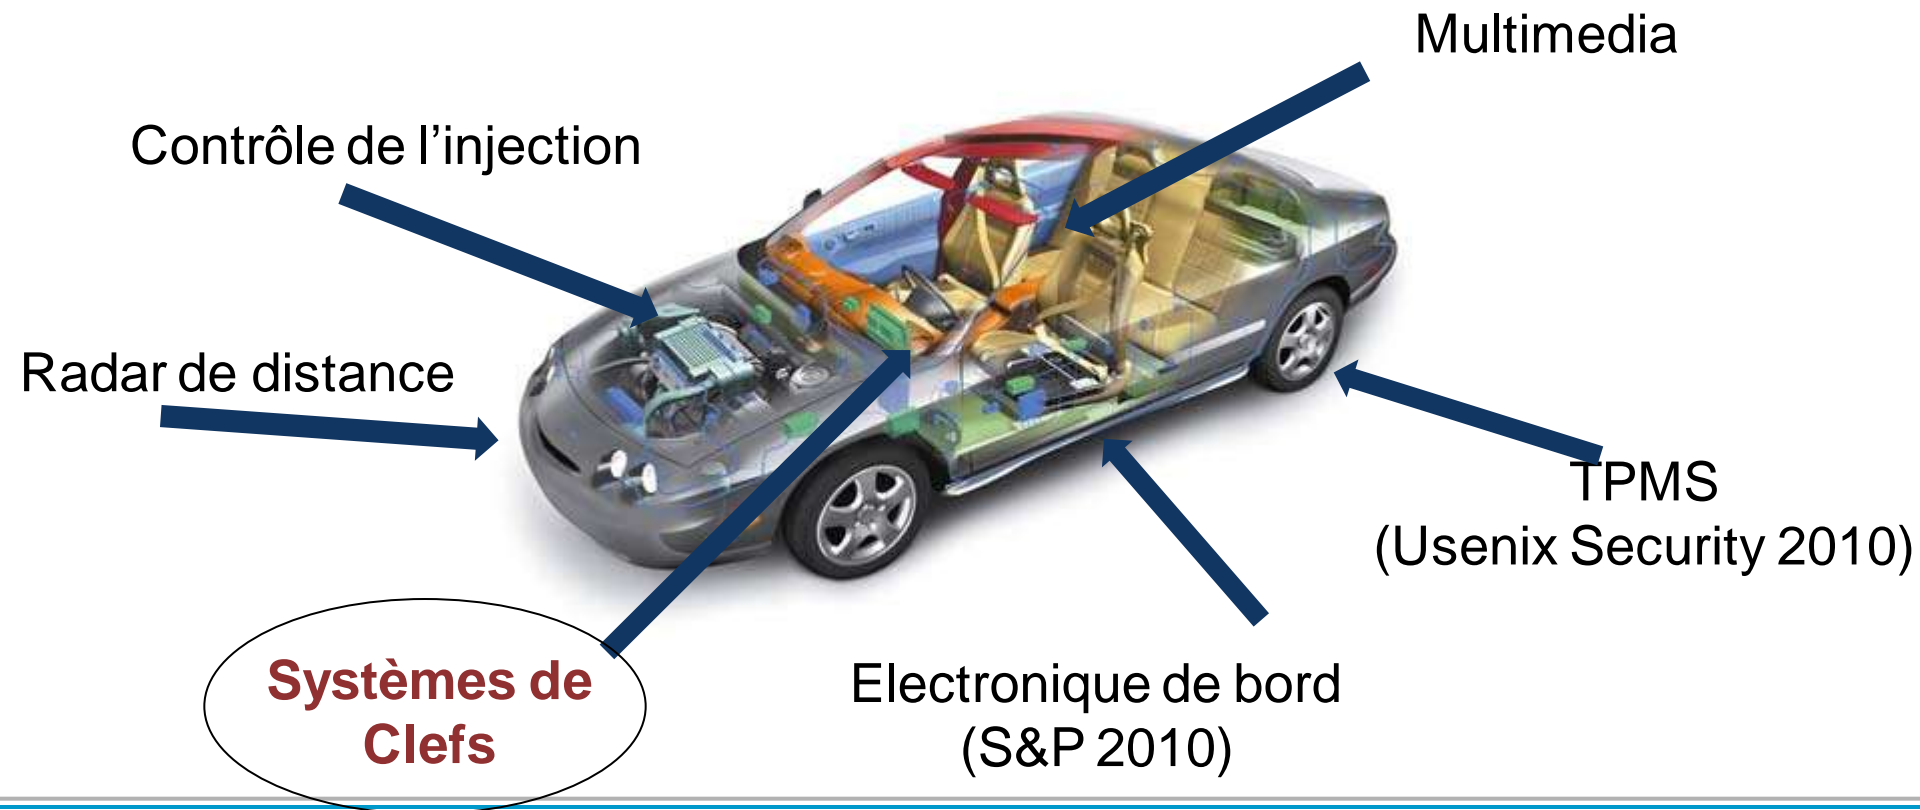 Multimedia
Contrôle de l’injection
Radar de distance
TPMS
(Usenix Security 2010)
Systèmes de
Clefs
Electronique de bord
(S&P 2010)